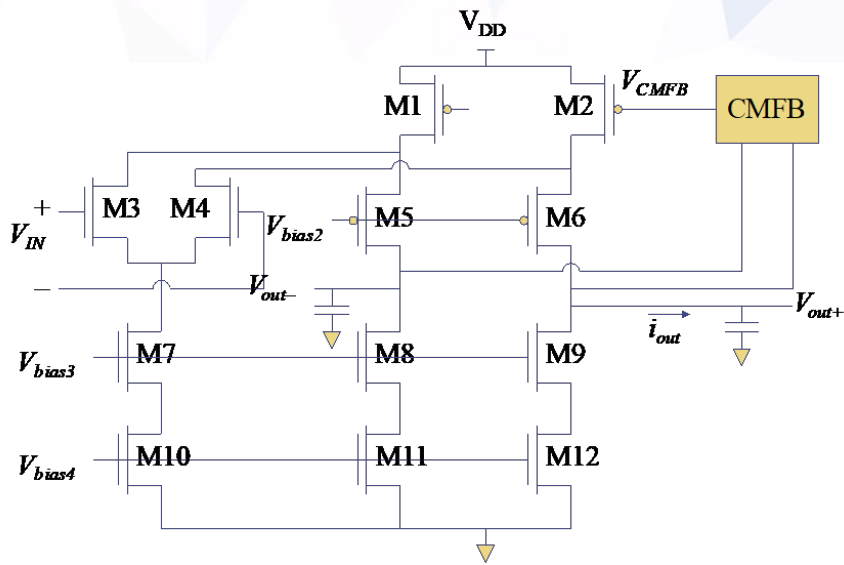 VDD
M1
M2
VCMFB
CMFB
+
M3
M4
VIN
Vbias2
M5
M6
−
Vout−
Vout+
iout
Vbias3
M7
M8
M9
Vbias4
M10
M11
M12